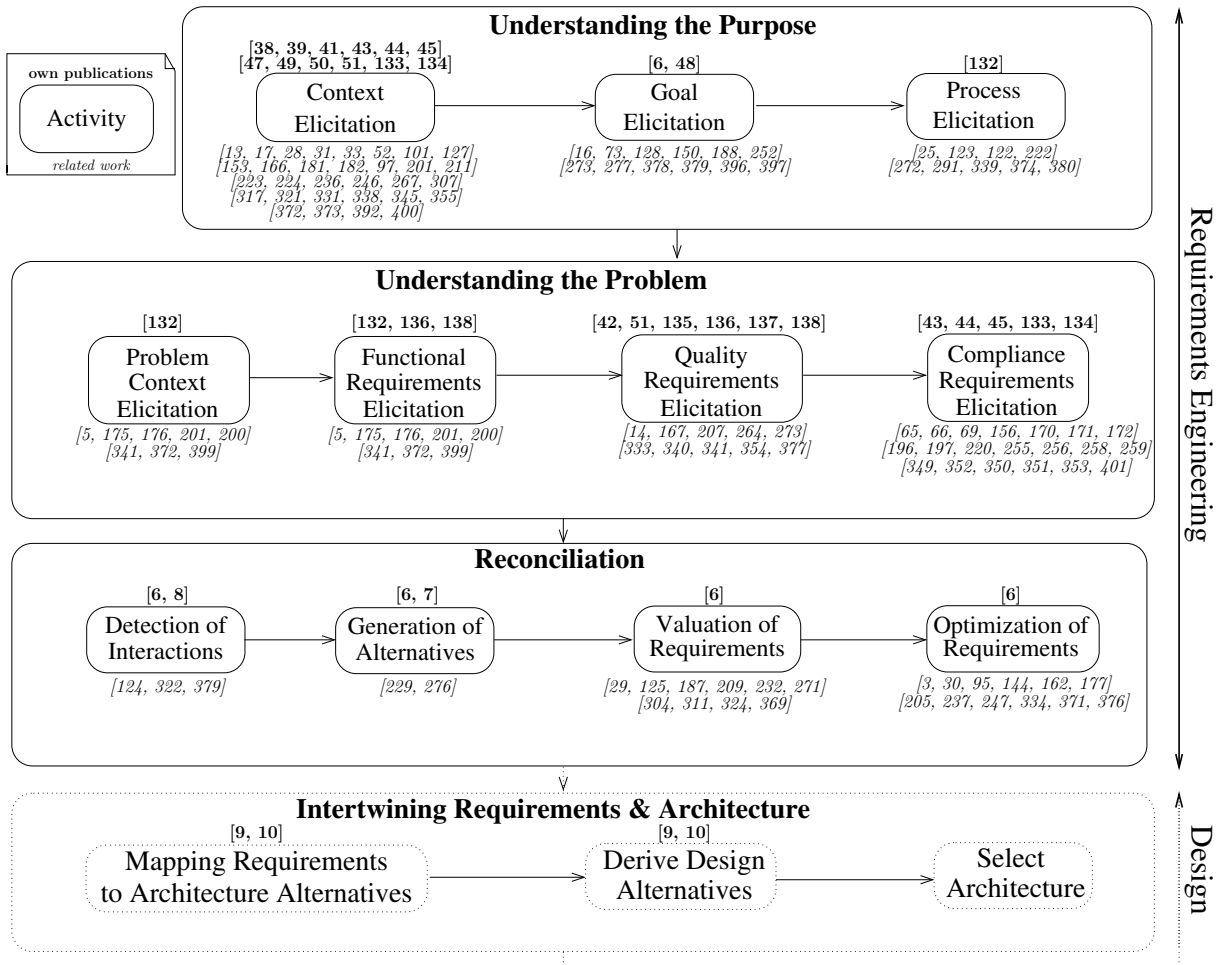 Understanding the Purpose
own publications
Activity
related work
[38, 39, 41, 43, 44, 45]
[47, 49, 50, 51, 133, 134]
Context
Elicitation
[13, 17, 28, 31, 33, 52, 101, 127]
[153, 166, 181, 182, 97, 201, 211]
[223, 224, 236, 246, 267, 307]
[317, 321, 331, 338, 345, 355]
[372, 373, 392, 400]
[6, 48]
Goal
Elicitation
[16, 73, 128, 150, 188, 252]
[273, 277, 378, 379, 396, 397]
[132]
Process
Elicitation
[25, 123, 122, 222]
[272, 291, 339, 374, 380]
Understanding the Problem
[132]
Problem
Context
Elicitation
[5, 175, 176, 201, 200]
[341, 372, 399]
[132, 136, 138]
Functional
Requirements
Elicitation
[5, 175, 176, 201, 200]
[341, 372, 399]
[42, 51, 135, 136, 137, 138]
Quality
Requirements
Elicitation
[14, 167, 207, 264, 273]
[333, 340, 341, 354, 377]
[43, 44, 45, 133, 134]
Compliance
Requirements
Elicitation
[65, 66, 69, 156, 170, 171, 172]
[196, 197, 220, 255, 256, 258, 259]
[349, 352, 350, 351, 353, 401]
Reconciliation
[6, 8]
Detection of
Interactions
[124, 322, 379]
[6, 7]
Generation of
Alternatives
[229, 276]
[6]
Valuation of
Requirements
[29, 125, 187, 209, 232, 271]
[304, 311, 324, 369]
[6]
Optimization of
Requirements
[3, 30, 95, 144, 162, 177]
[205, 237, 247, 334, 371, 376]
Requirements Engineering
Intertwining Requirements & Architecture
[9, 10]
Mapping Requirements
to Architecture Alternatives
[9, 10]
Derive Design
Alternatives
Select
Architecture
Design